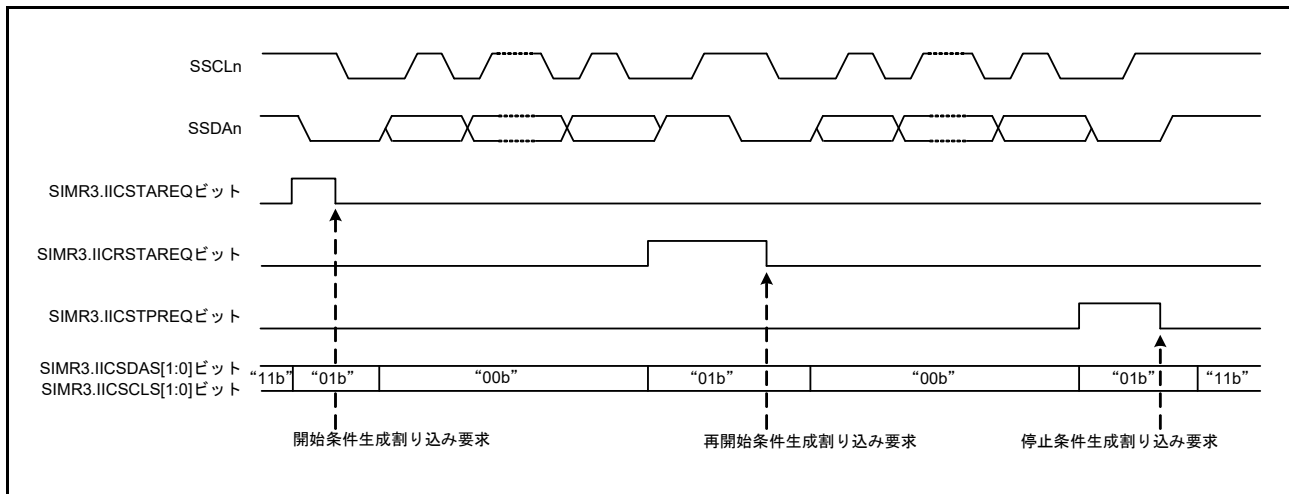 SSCLn
SSDAn
SIMR3.IICSTAREQビット
SIMR3.IICRSTAREQビット
SIMR3.IICSTPREQビット
SIMR3.IICSDAS[1:0]ビット
SIMR3.IICSCLS[1:0]ビット
“11b” “01b” “00b” “01b” “00b” “01b” “11b”
開始条件生成割り込み要求 再開始条件生成割り込み要求 停止条件生成割り込み要求